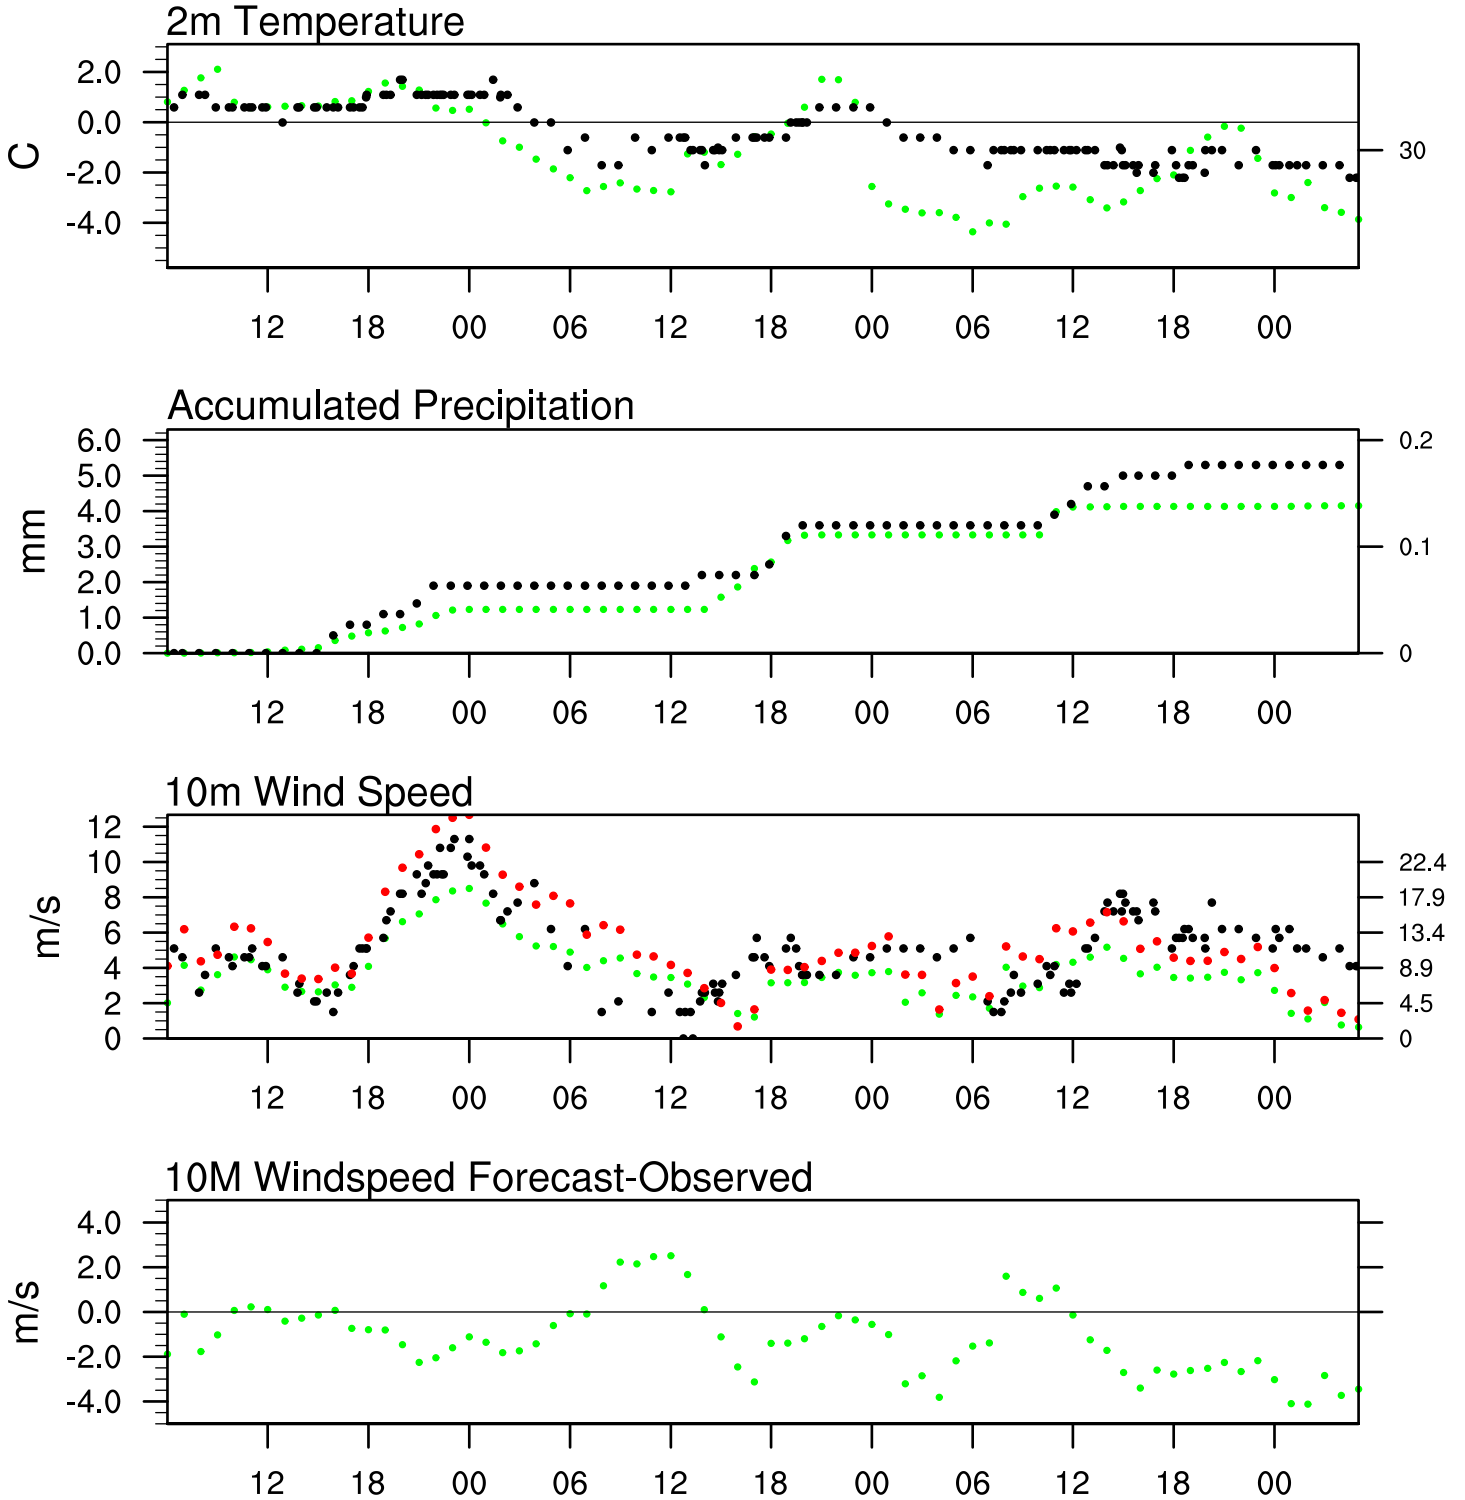 2m Temperature
2.0
0.0
-2.0
-4.0
C
30
12 18 00 06 12 18 00 06 12 18 00
Accumulated Precipitation
6.0
5.0
4.0
3.0
2.0
1.0
0.0
mm
0.2
0.1
0
12 18 00 06 12 18 00 06 12 18 00
10m Wind Speed
12
10
8
6
4
2
0
m/s
22.4
17.9
13.4
8.9
4.5
0
12 18 00 06 12 18 00 06 12 18 00
10M Windspeed Forecast-Observed
4.0
2.0
0.0
-2.0
-4.0
m/s
12 18 00 06 12 18 00 06 12 18 00